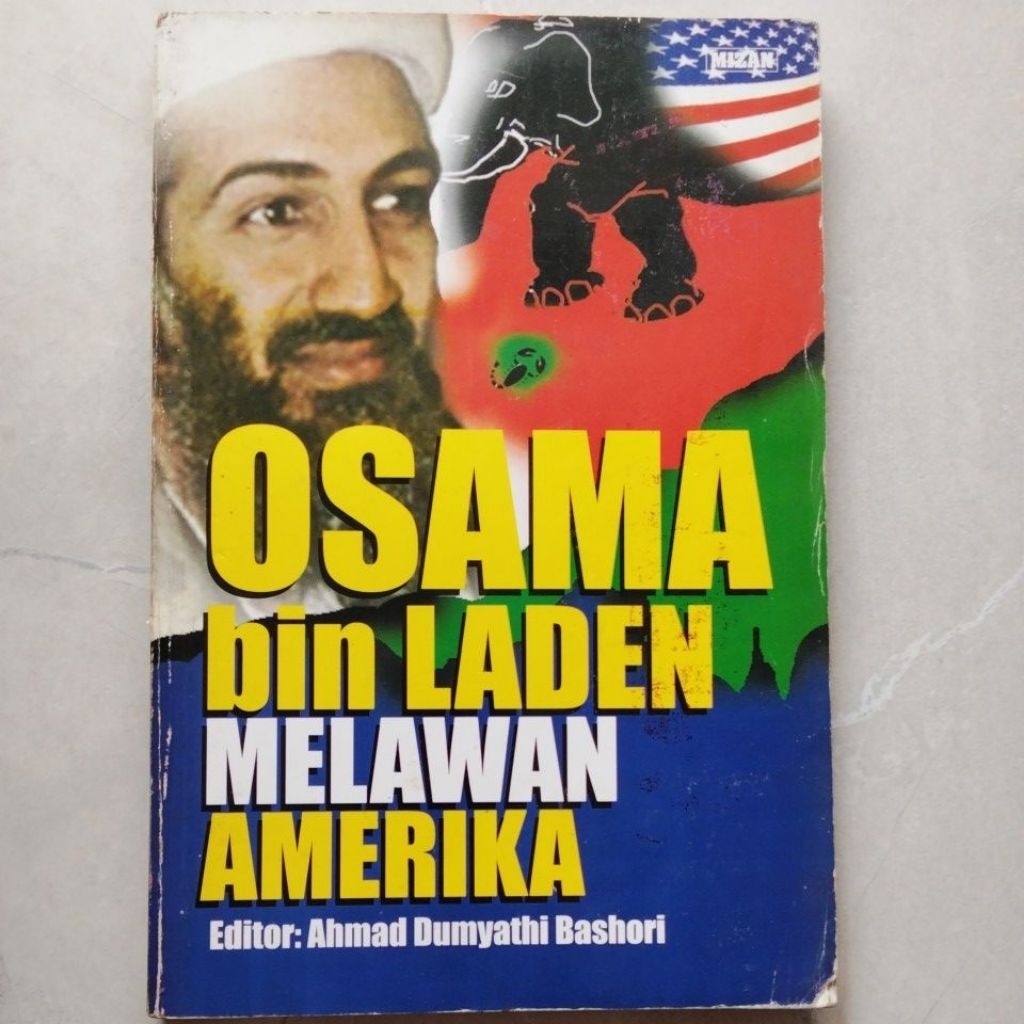 MIZAN
OSAMA
bin LADEN
MELAWAN
AMERIKA
Editor: Ahmad Dumyathi Bashori